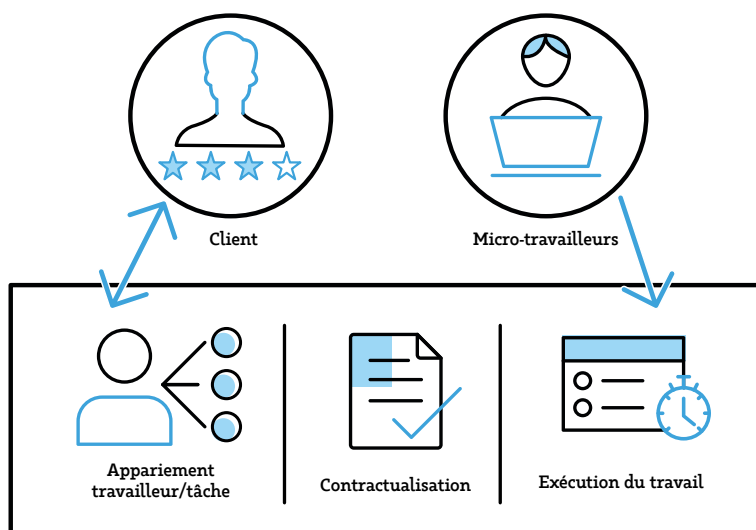 Client
Micro-travailleurs
Appariement
travailleur/tâche
Contractualisation
Exécution du travail